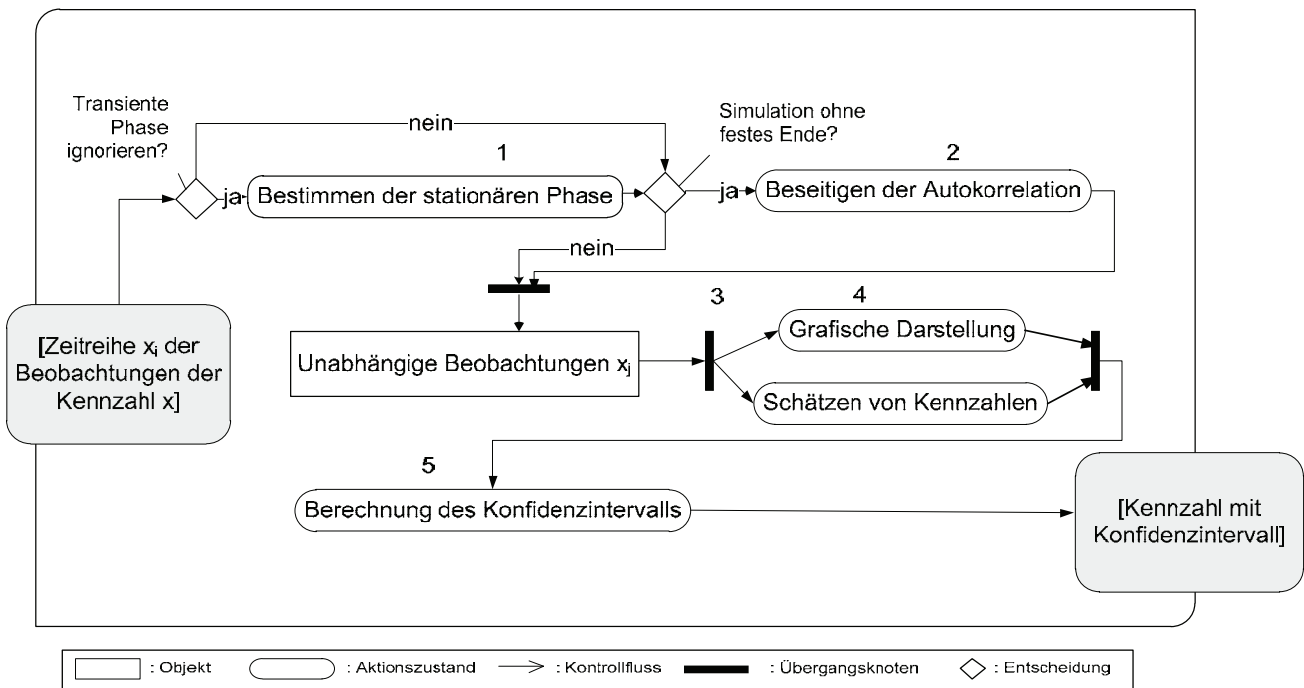 Transiente
Phase
ignorieren?
nein
Simulation ohne
festes Ende?
1
2
ja
Bestimmen der stationären Phase
ja
Beseitigen der Autokorrelation
nein
3
4
[Zeitreihe xi der
Beobachtungen der
Kennzahl x]
Unabhängige Beobachtungen xj
Grafische Darstellung
Schätzen von Kennzahlen
5
Berechnung des Konfidenzintervalls
[Kennzahl mit
Konfidenzintervall]
: Objekt : Aktionszustand : Kontrollfluss : Übergangsknoten : Entscheidung